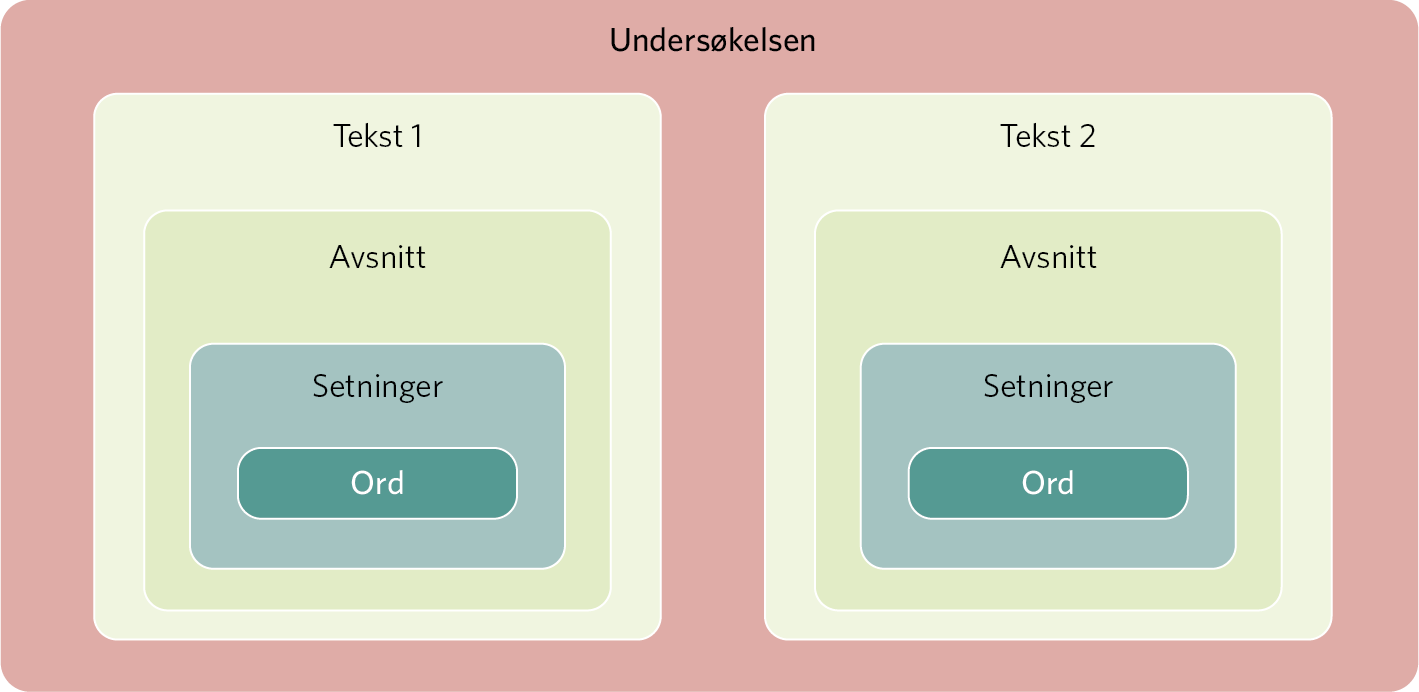 Undersøkelsen
Tekst 1
Avsnitt
Setninger
Ord
Tekst 2
Avsnitt
Setninger
Ord